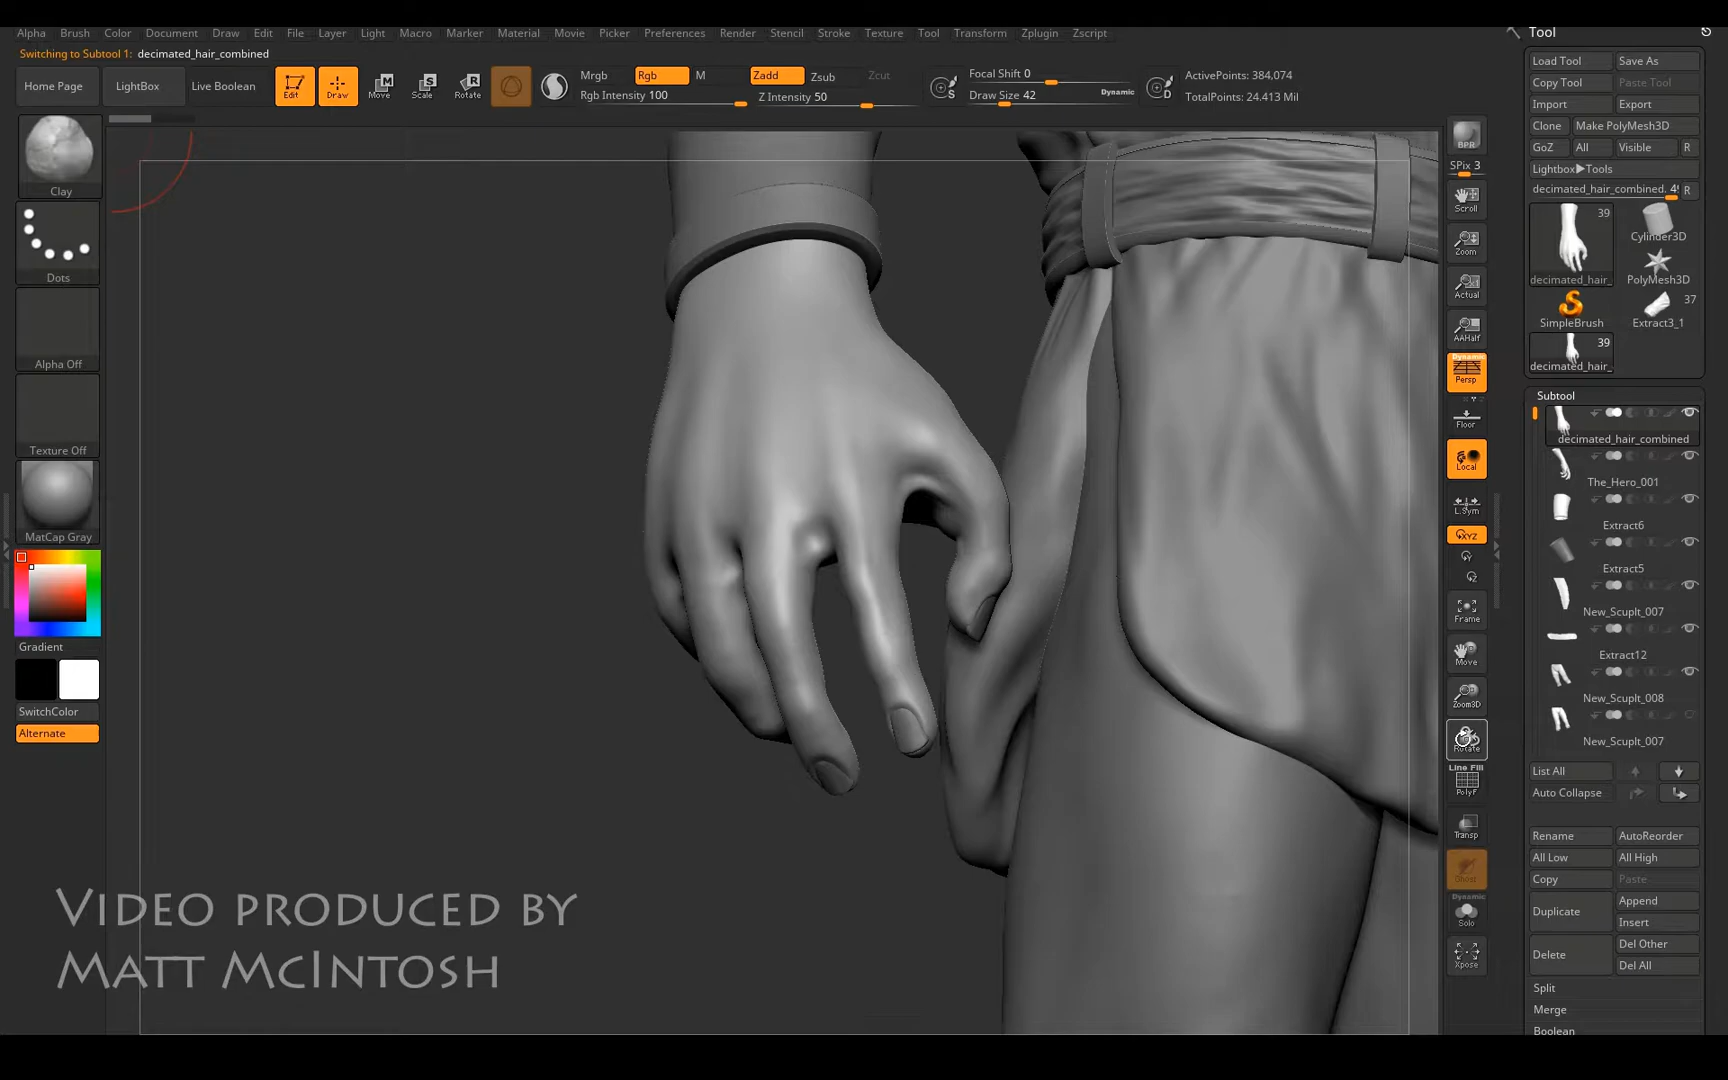 Alpha Brush Color Document Draw Edit File Layer Light Macro Marker Material Movie Picker Preferences Render Stencil Stroke Texture Tool Transform Zplugin Zscript
Tool
Switching to Subtool 1: decimated_hair_combined
Home Page
LightBox
Live Boolean
Edit
Draw
Move
Scale
Rotate
Mrgb Rgb M
Rgb Intensity 100
Zadd Zsub Zcut
Z Intensity 50
Focal Shift 0
Draw Size 42
Dynamic
S
D
ActivePoints: 384,074
TotalPoints: 24.413 Mil
Load Tool Save As
Copy Tool Paste Tool
Import Export
Clone Make PolyMesh3D
GoZ All Visible R
Lightbox▶Tools
decimated_hair_combined. 49 R
39
Cylinder3D
decimated_hair_ PolyMesh3D
37
SimpleBrush Extract3_1
39
decimated_hair_
Subtool
decimated_hair_combined
The_Hero_001
Extract6
Extract5
New_Sculpt_007
Extract12
New_Sculpt_008
New_Sculpt_007
List All
Auto Collapse
Rename AutoReorder
All Low All High
Copy Paste
Duplicate
Append
Insert
Delete
Del Other
Del All
Split
Merge
Boolean
Clay
Dots
Alpha Off
Texture Off
MatCap Gray
Gradient
SwitchColor
Alternate
BPR
SPix 3
Scroll
Zoom
Actual
AAHalf
Dynamic
Persp
Floor
Local
L.Sym
XYZ
Y
Z
Frame
Move
Zoom3D
Rotate
Line Fill
PolyF
Transp
Ghost
Dynamic
Solo
Xpose
Video produced by
Matt McIntosh